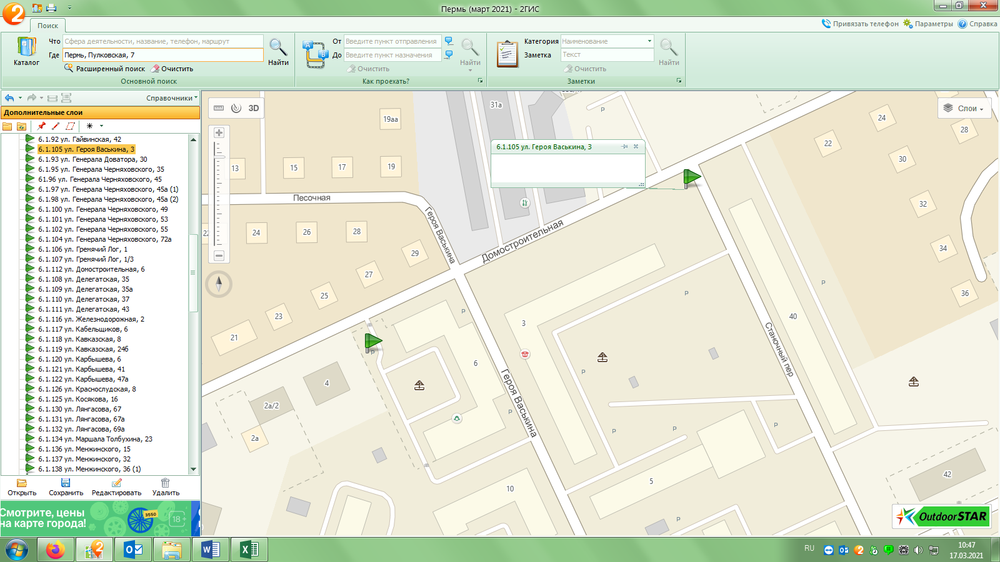 Пермь (март 2021) - 2ГИС
Поиск
Привязать телефон
Параметры
Справка
Каталог
Что
Сфера деятельности, название, телефон, маршрут
Где
Пермь, Пулковская, 7
Расширенный поиск
Очистить
Найти
Основной поиск
От
Введите пункт отправления
До
Введите пункт назначения
Очистить
Найти
Как проехать?
Категория
Наименование
Заметка
Текст
Очистить
Найти
Заметки
Справочники
Дополнительные слои
6.1.92 ул. Гайвинская, 42
6.1.105 ул. Героя Васькина, 3
6.1.93 ул. Генерала Доватора, 30
6.1.95 ул. Генерала Черняховского, 35
61.96 ул. Генерала Черняховского, 45
6.1.97 ул. Генерала Черняховского, 45а (1)
6.1.98 ул. Генерала Черняховского, 45а (2)
6.1.100 ул. Генерала Черняховского, 49
6.1.101 ул. Генерала Черняховского, 53
6.1.102 ул. Генерала Черняховского, 55
6.1.104 ул. Генерала Черняховского, 72а
6.1.106 ул. Гремячий Лог, 1
6.1.107 ул. Гремячий Лог, 1/3
6.1.112 ул. Домостроительная, 6
6.1.108 ул. Делегатская, 35
6.1.109 ул. Делегатская, 35а
6.1.110 ул. Делегатская, 37
6.1.111 ул. Делегатская, 43
6.1.116 ул. Железнодорожная, 2
6.1.117 ул. Кабельщиков, 6
6.1.118 ул. Кавказская, 8
6.1.119 ул. Кавказская, 24б
6.1.120 ул. Карбышева, 6
6.1.121 ул. Карбышева, 41
6.1.122 ул. Карбышева, 47а
6.1.126 ул. Краснослудская, 8
6.1.125 ул. Косякова, 16
6.1.130 ул. Лянгасова, 67
6.1.131 ул. Лянгасова, 67а
6.1.132 ул. Лянгасова, 69а
6.1.134 ул. Маршала Толбухина, 23
6.1.136 ул. Менжинского, 15
6.1.137 ул. Менжинского, 32
6.1.138 ул. Менжинского, 36 (1)
Открыть
Сохранить
Редактировать
Удалить
Смотрите, цены
на карте города!
3550
18+
3D
Слои
6.1.105 ул. Героя Васькина, 3
31а
19аа
13
15
17
19
24
22
28
30
32
34
36
Песочная
Героя Васькина
Домостроительная
24
26
28
29
27
25
23
21
P
P
P
P
P
P
P
P
P
P
P
P
3
6
40
4
2а/2
2а
Героя Васькина
Станочный пер
5
10
42
OutdoorSTAR
RU
10:47
17.03.2021